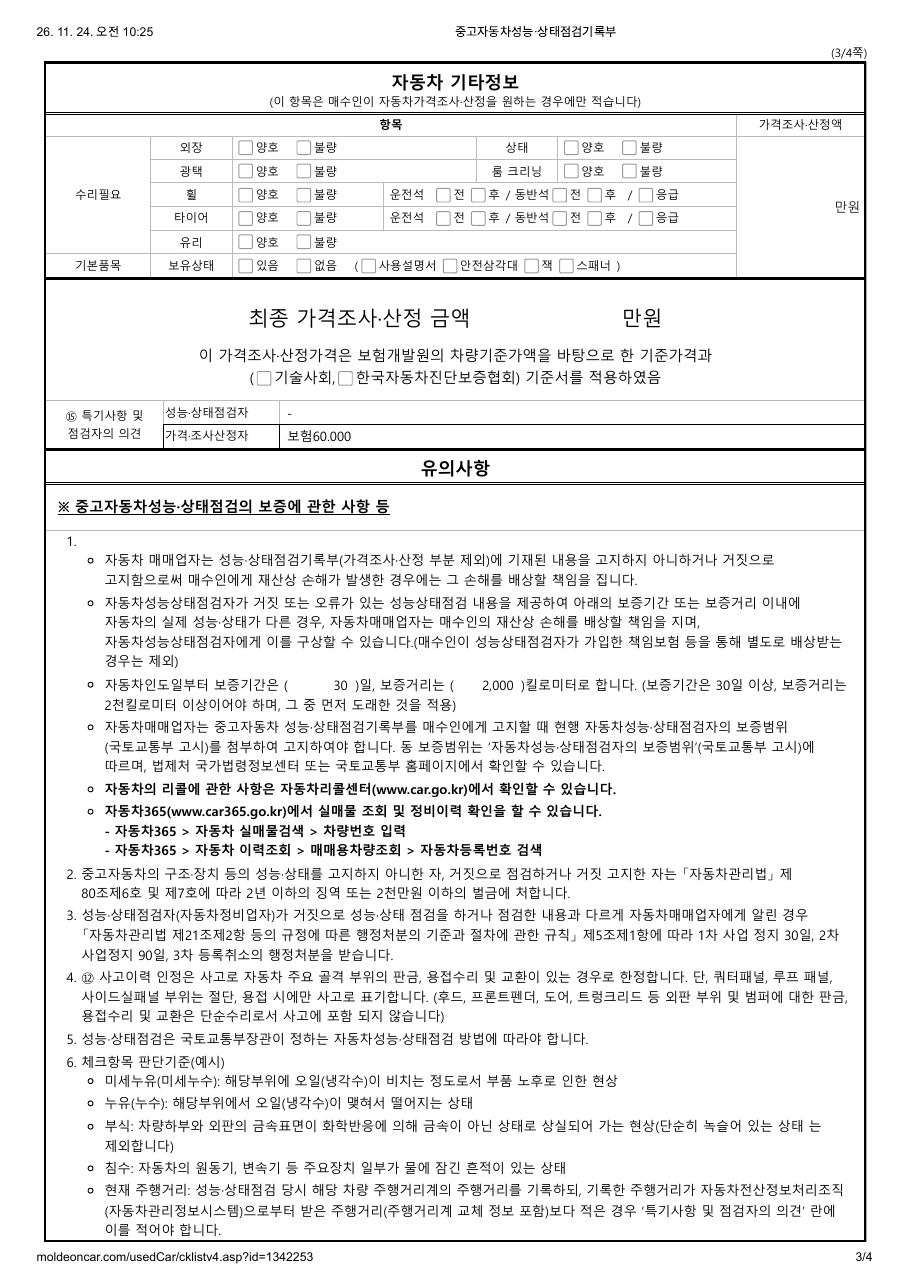 26. 11. 24. 오전 10:25 중고자동차성능·상태점검기록부
(3/4쪽)
자동차 기타정보
(이 항목은 매수인이 자동차가격조사·산정을 원하는 경우에만 적습니다)
항목 가격조사·산정액
수리필요 외장 양호 불량 상태 양호 불량
광택 양호 불량 룸 크리닝 양호 불량
휠 양호 불량 운전석 전 후 / 동반석 전 후 / 응급
만원
타이어 양호 불량 운전석 전 후 / 동반석 전 후 / 응급
유리 양호 불량
기본품목 보유상태 있음 없음 ( 사용설명서 안전삼각대 잭 스패너 )
최종 가격조사·산정 금액 만원
이 가격조사·산정가격은 보험개발원의 차량기준가액을 바탕으로 한 기준가격과
( 기술사회, 한국자동차진단보증협회) 기준서를 적용하였음
⑮ 특기사항 및 점검자의 의견
성능·상태점검자 -
가격·조사산정자 보험60.000
유의사항
※ 중고자동차성능·상태점검의 보증에 관한 사항 등
1.
자동차 매매업자는 성능·상태점검기록부(가격조사·산정 부분 제외)에 기재된 내용을 고지하지 아니하거나 거짓으로
고지함으로써 매수인에게 재산상 손해가 발생한 경우에는 그 손해를 배상할 책임을 집니다.
자동차성능상태점검자가 거짓 또는 오류가 있는 성능상태점검 내용을 제공하여 아래의 보증기간 또는 보증거리 이내에
자동차의 실제 성능·상태가 다른 경우, 자동차매매업자는 매수인의 재산상 손해를 배상할 책임을 지며,
자동차성능상태점검자에게 이를 구상할 수 있습니다.(매수인이 성능상태점검자가 가입한 책임보험 등을 통해 별도로 배상받는
경우는 제외)
자동차인도일부터 보증기간은 ( 30 )일, 보증거리는 ( 2,000 )킬로미터로 합니다. (보증기간은 30일 이상, 보증거리는
2천킬로미터 이상이어야 하며, 그 중 먼저 도래한 것을 적용)
자동차매매업자는 중고자동차 성능·상태점검기록부를 매수인에게 고지할 때 현행 자동차성능·상태점검자의 보증범위
(국토교통부 고시)를 첨부하여 고지하여야 합니다. 동 보증범위는 ‘자동차성능·상태점검자의 보증범위’(국토교통부 고시)에
따르며, 법제처 국가법령정보센터 또는 국토교통부 홈페이지에서 확인할 수 있습니다.
자동차의 리콜에 관한 사항은 자동차리콜센터(www.car.go.kr)에서 확인할 수 있습니다.
자동차365(www.car365.go.kr)에서 실매물 조회 및 정비이력 확인을 할 수 있습니다.
- 자동차365 > 자동차 실매물검색 > 차량번호 입력
- 자동차365 > 자동차 이력조회 > 매매용차량조회 > 자동차등록번호 검색
2. 중고자동차의 구조·장치 등의 성능·상태를 고지하지 아니한 자, 거짓으로 점검하거나 거짓 고지한 자는「자동차관리법」제
80조제6호 및 제7호에 따라 2년 이하의 징역 또는 2천만원 이하의 벌금에 처합니다.
3. 성능·상태점검자(자동차정비업자)가 거짓으로 성능·상태 점검을 하거나 점검한 내용과 다르게 자동차매매업자에게 알린 경우
「자동차관리법 제21조제2항 등의 규정에 따른 행정처분의 기준과 절차에 관한 규칙」제5조제1항에 따라 1차 사업 정지 30일, 2차
사업정지 90일, 3차 등록취소의 행정처분을 받습니다.
4. ⑫ 사고이력 인정은 사고로 자동차 주요 골격 부위의 판금, 용접수리 및 교환이 있는 경우로 한정합니다. 단, 쿼터패널, 루프 패널,
사이드실패널 부위는 절단, 용접 시에만 사고로 표기합니다. (후드, 프론트펜더, 도어, 트렁크리드 등 외판 부위 및 범퍼에 대한 판금,
용접수리 및 교환은 단순수리로서 사고에 포함 되지 않습니다)
5. 성능·상태점검은 국토교통부장관이 정하는 자동차성능·상태점검 방법에 따라야 합니다.
6. 체크항목 판단기준(예시)
미세누유(미세누수): 해당부위에 오일(냉각수)이 비치는 정도로서 부품 노후로 인한 현상
누유(누수): 해당부위에서 오일(냉각수)이 맺혀서 떨어지는 상태
부식: 차량하부와 외판의 금속표면이 화학반응에 의해 금속이 아닌 상태로 상실되어 가는 현상(단순히 녹슬어 있는 상태 는
제외합니다)
침수: 자동차의 원동기, 변속기 등 주요장치 일부가 물에 잠긴 흔적이 있는 상태
현재 주행거리: 성능·상태점검 당시 해당 차량 주행거리계의 주행거리를 기록하되, 기록한 주행거리가 자동차전산정보처리조직
(자동차관리정보시스템)으로부터 받은 주행거리(주행거리계 교체 정보 포함)보다 적은 경우 ‘특기사항 및 점검자의 의견’ 란에
이를 적어야 합니다.
moldeoncar.com/usedCar/cklistv4.asp?id=1342253 3/4